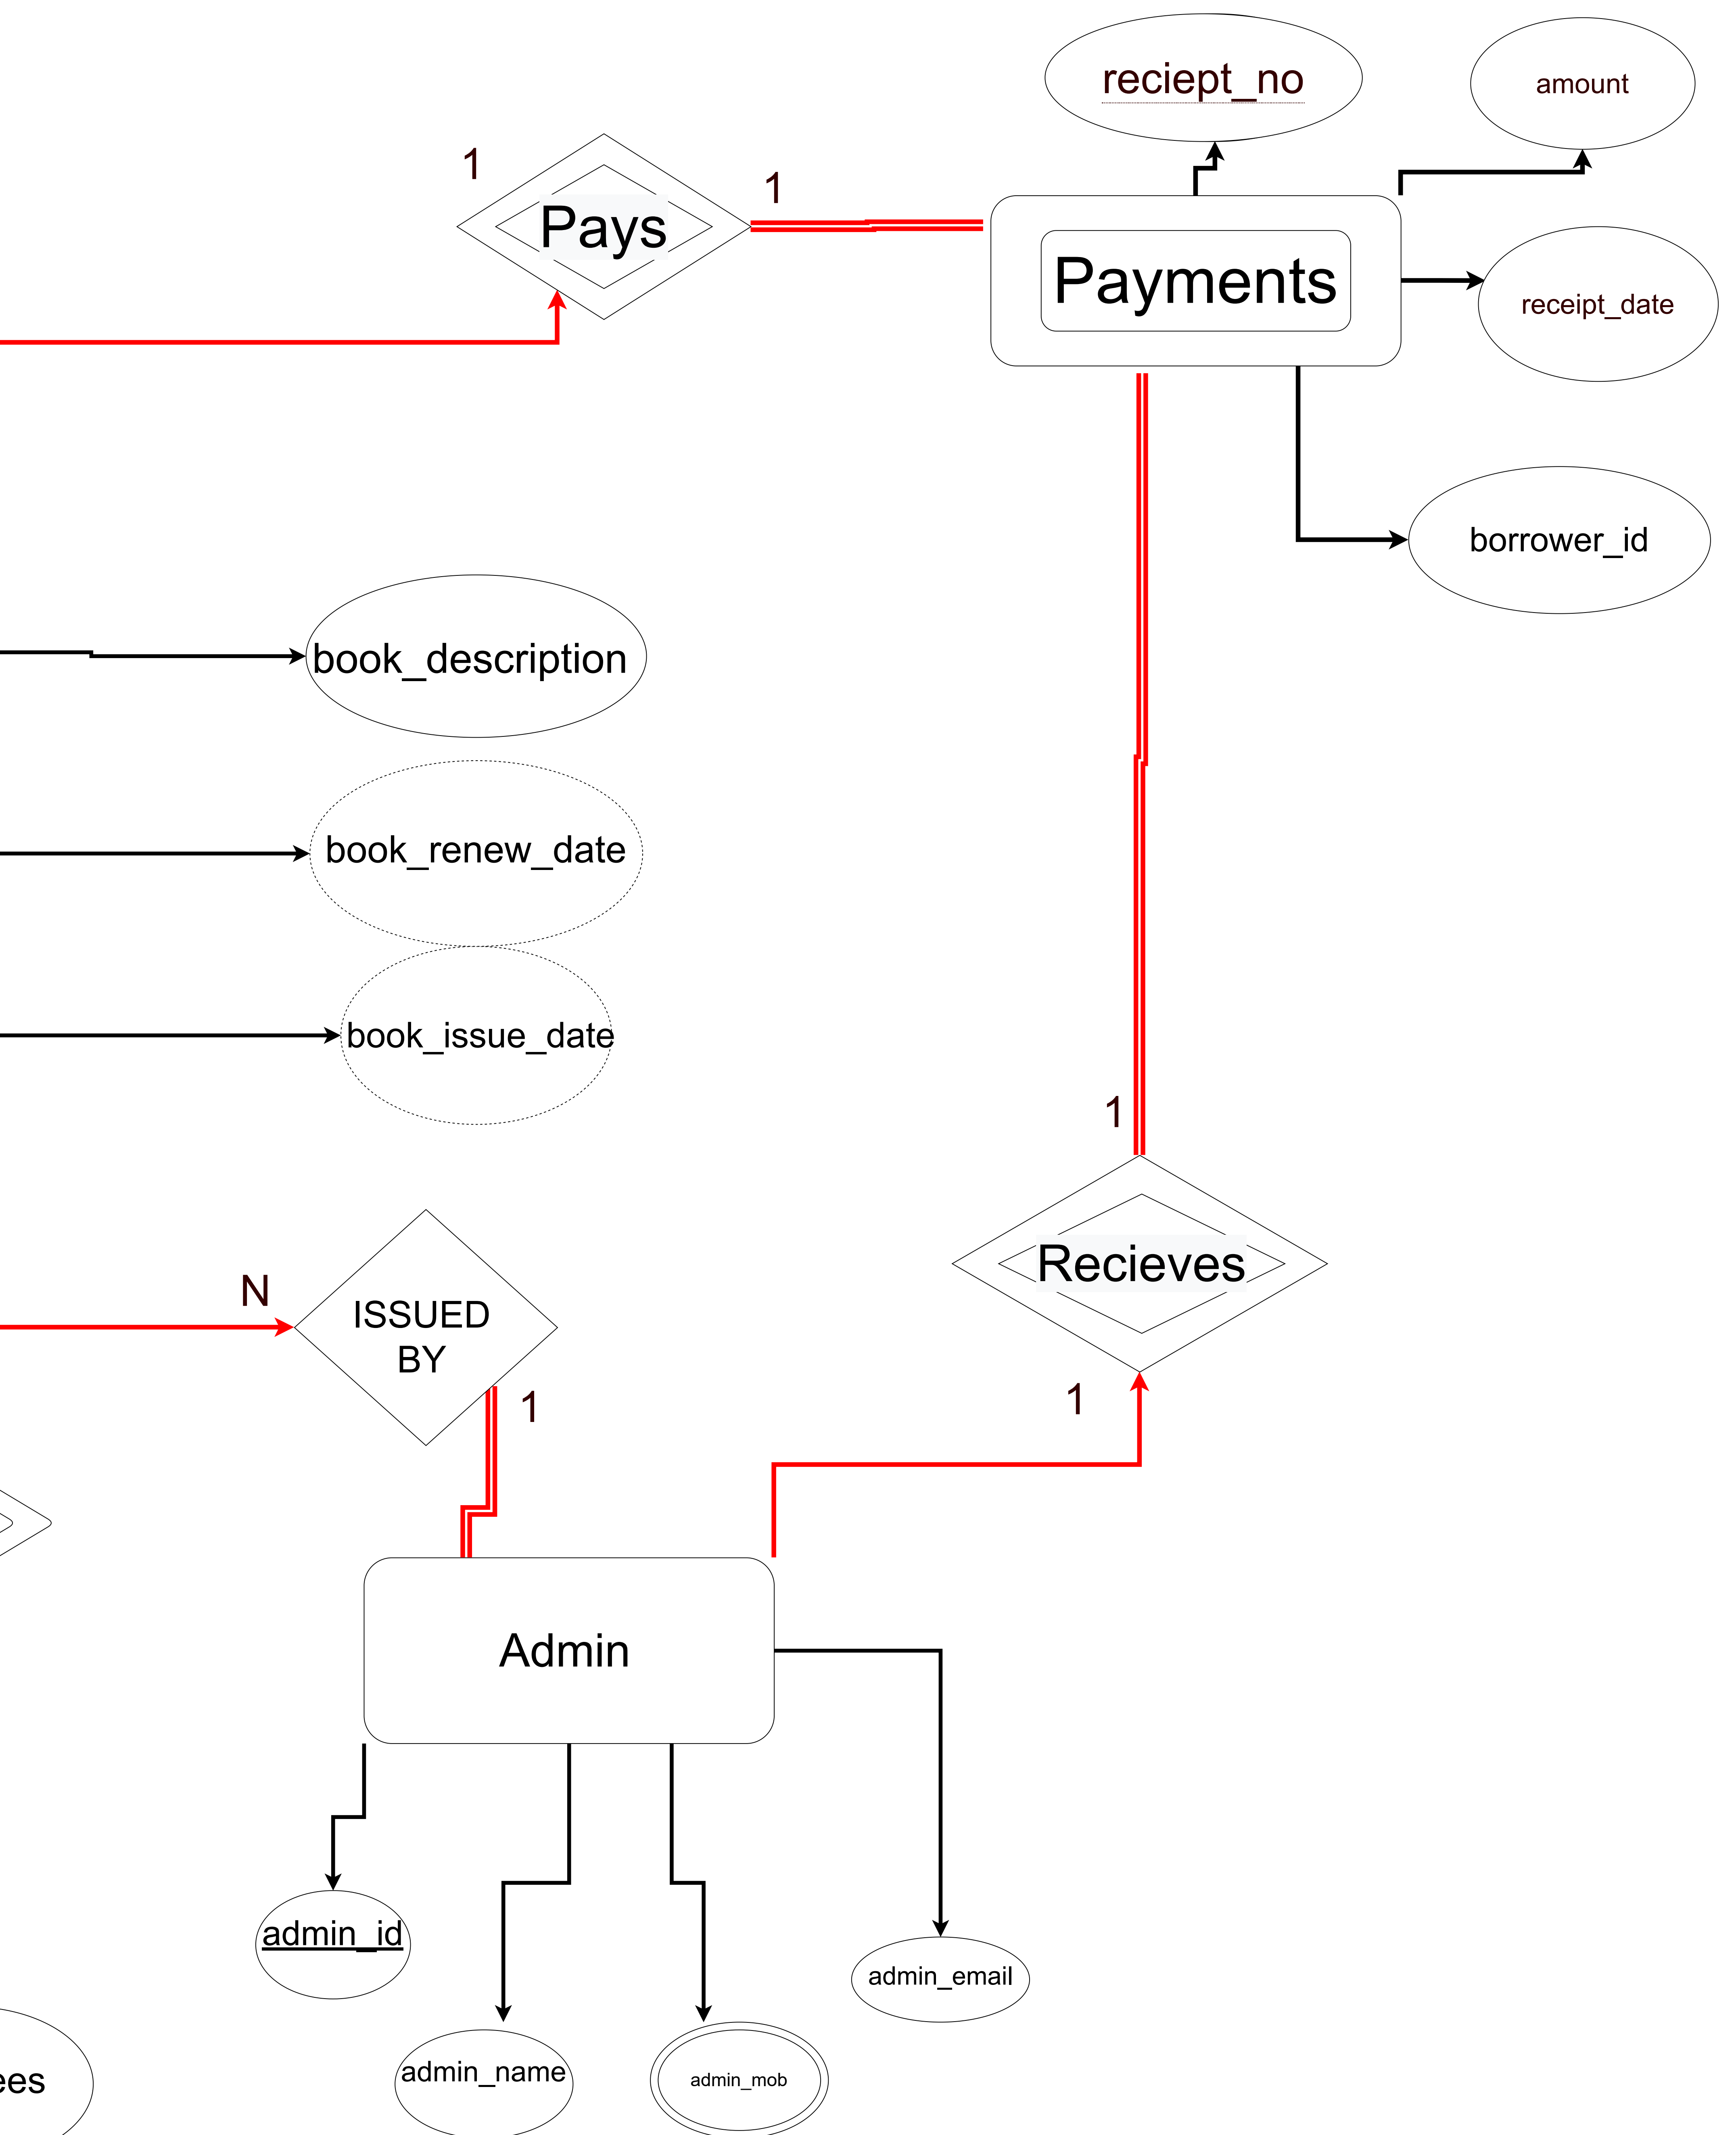 reciept_no
amount
1
1
Pays
Payments
receipt_date
borrower_id
book_description
book_renew_date
book_issue_date
1
Recieves
N
ISSUED
BY
1
1
Admin
admin_id
admin_email
admin_name
admin_mob
ees